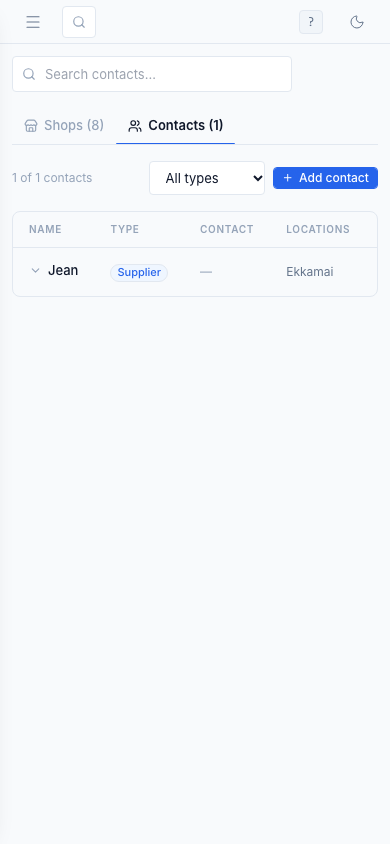 ?
Search contacts...
Shops (8) Contacts (1)
1 of 1 contacts All types + Add contact
NAME TYPE CONTACT LOCATIONS
Jean Supplier — Ekkamai